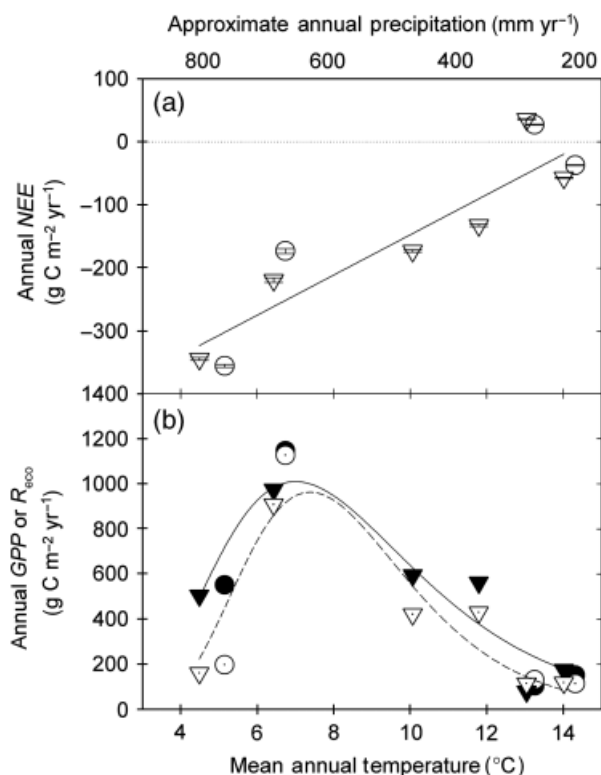 Approximate annual precipitation (mm yr⁻¹)
800 600 400 200
(a)
100
0
−100
−200
−300
1400
Annual NEE
(g C m⁻² yr⁻¹)
(b)
1200
1000
800
600
400
200
0
Annual GPP or Reco
(g C m⁻² yr⁻¹)
4 6 8 10 12 14
Mean annual temperature (°C)